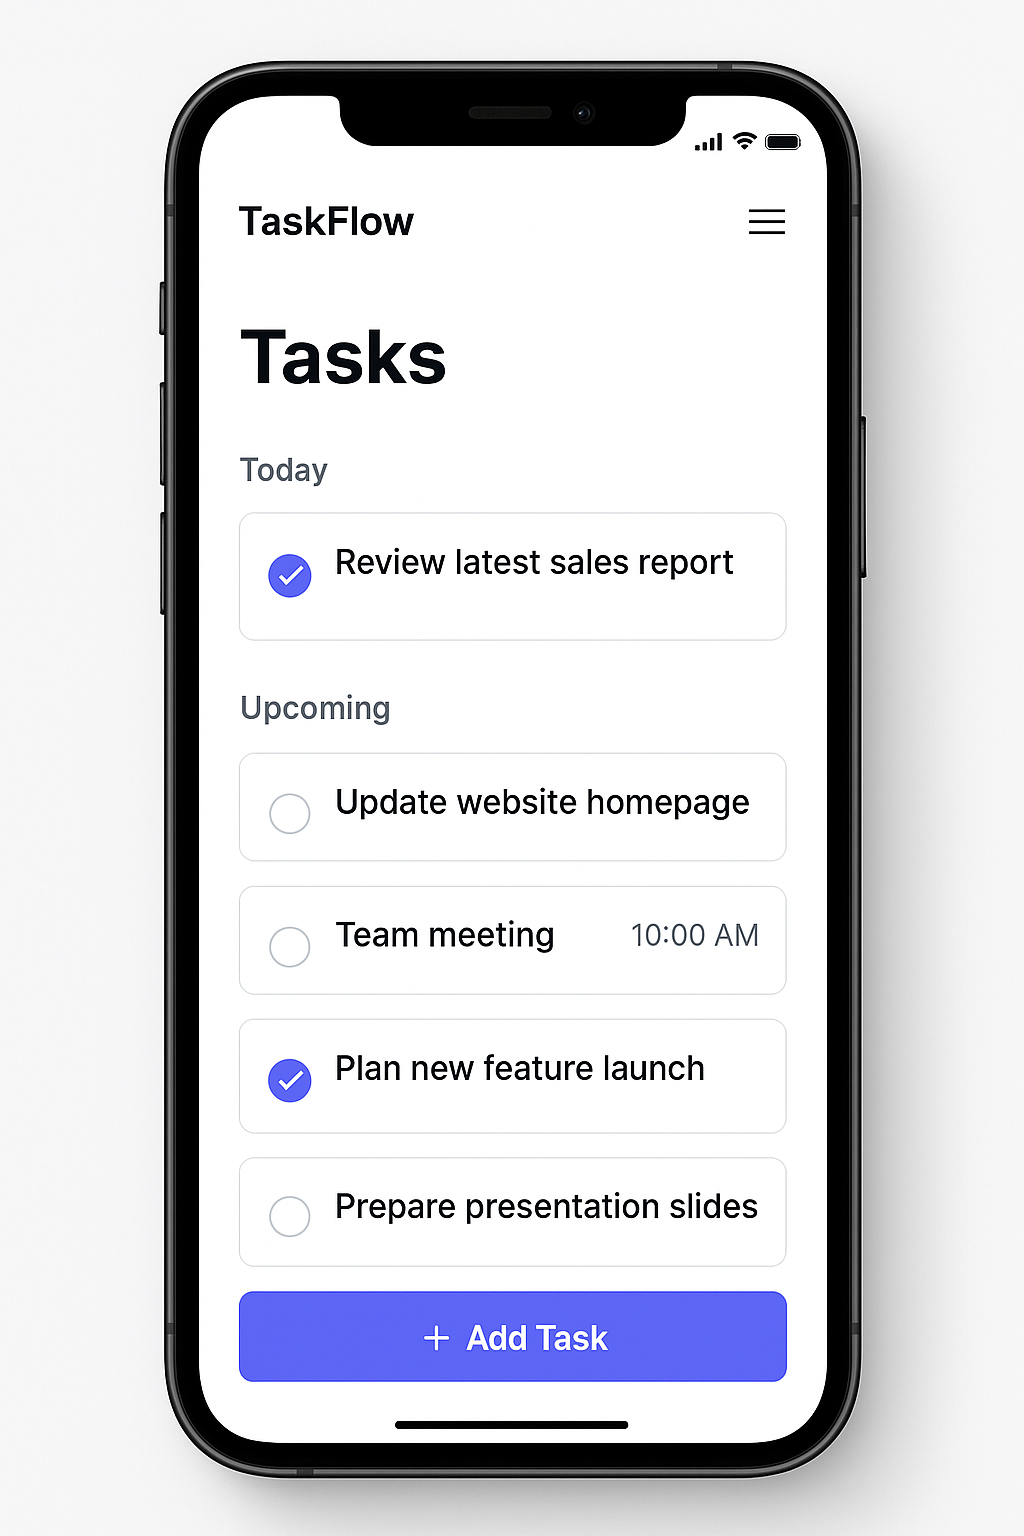 TaskFlow
Tasks
Today
Review latest sales report
Upcoming
Update website homepage
Team meeting 10:00 AM
Plan new feature launch
Prepare presentation slides
+ Add Task